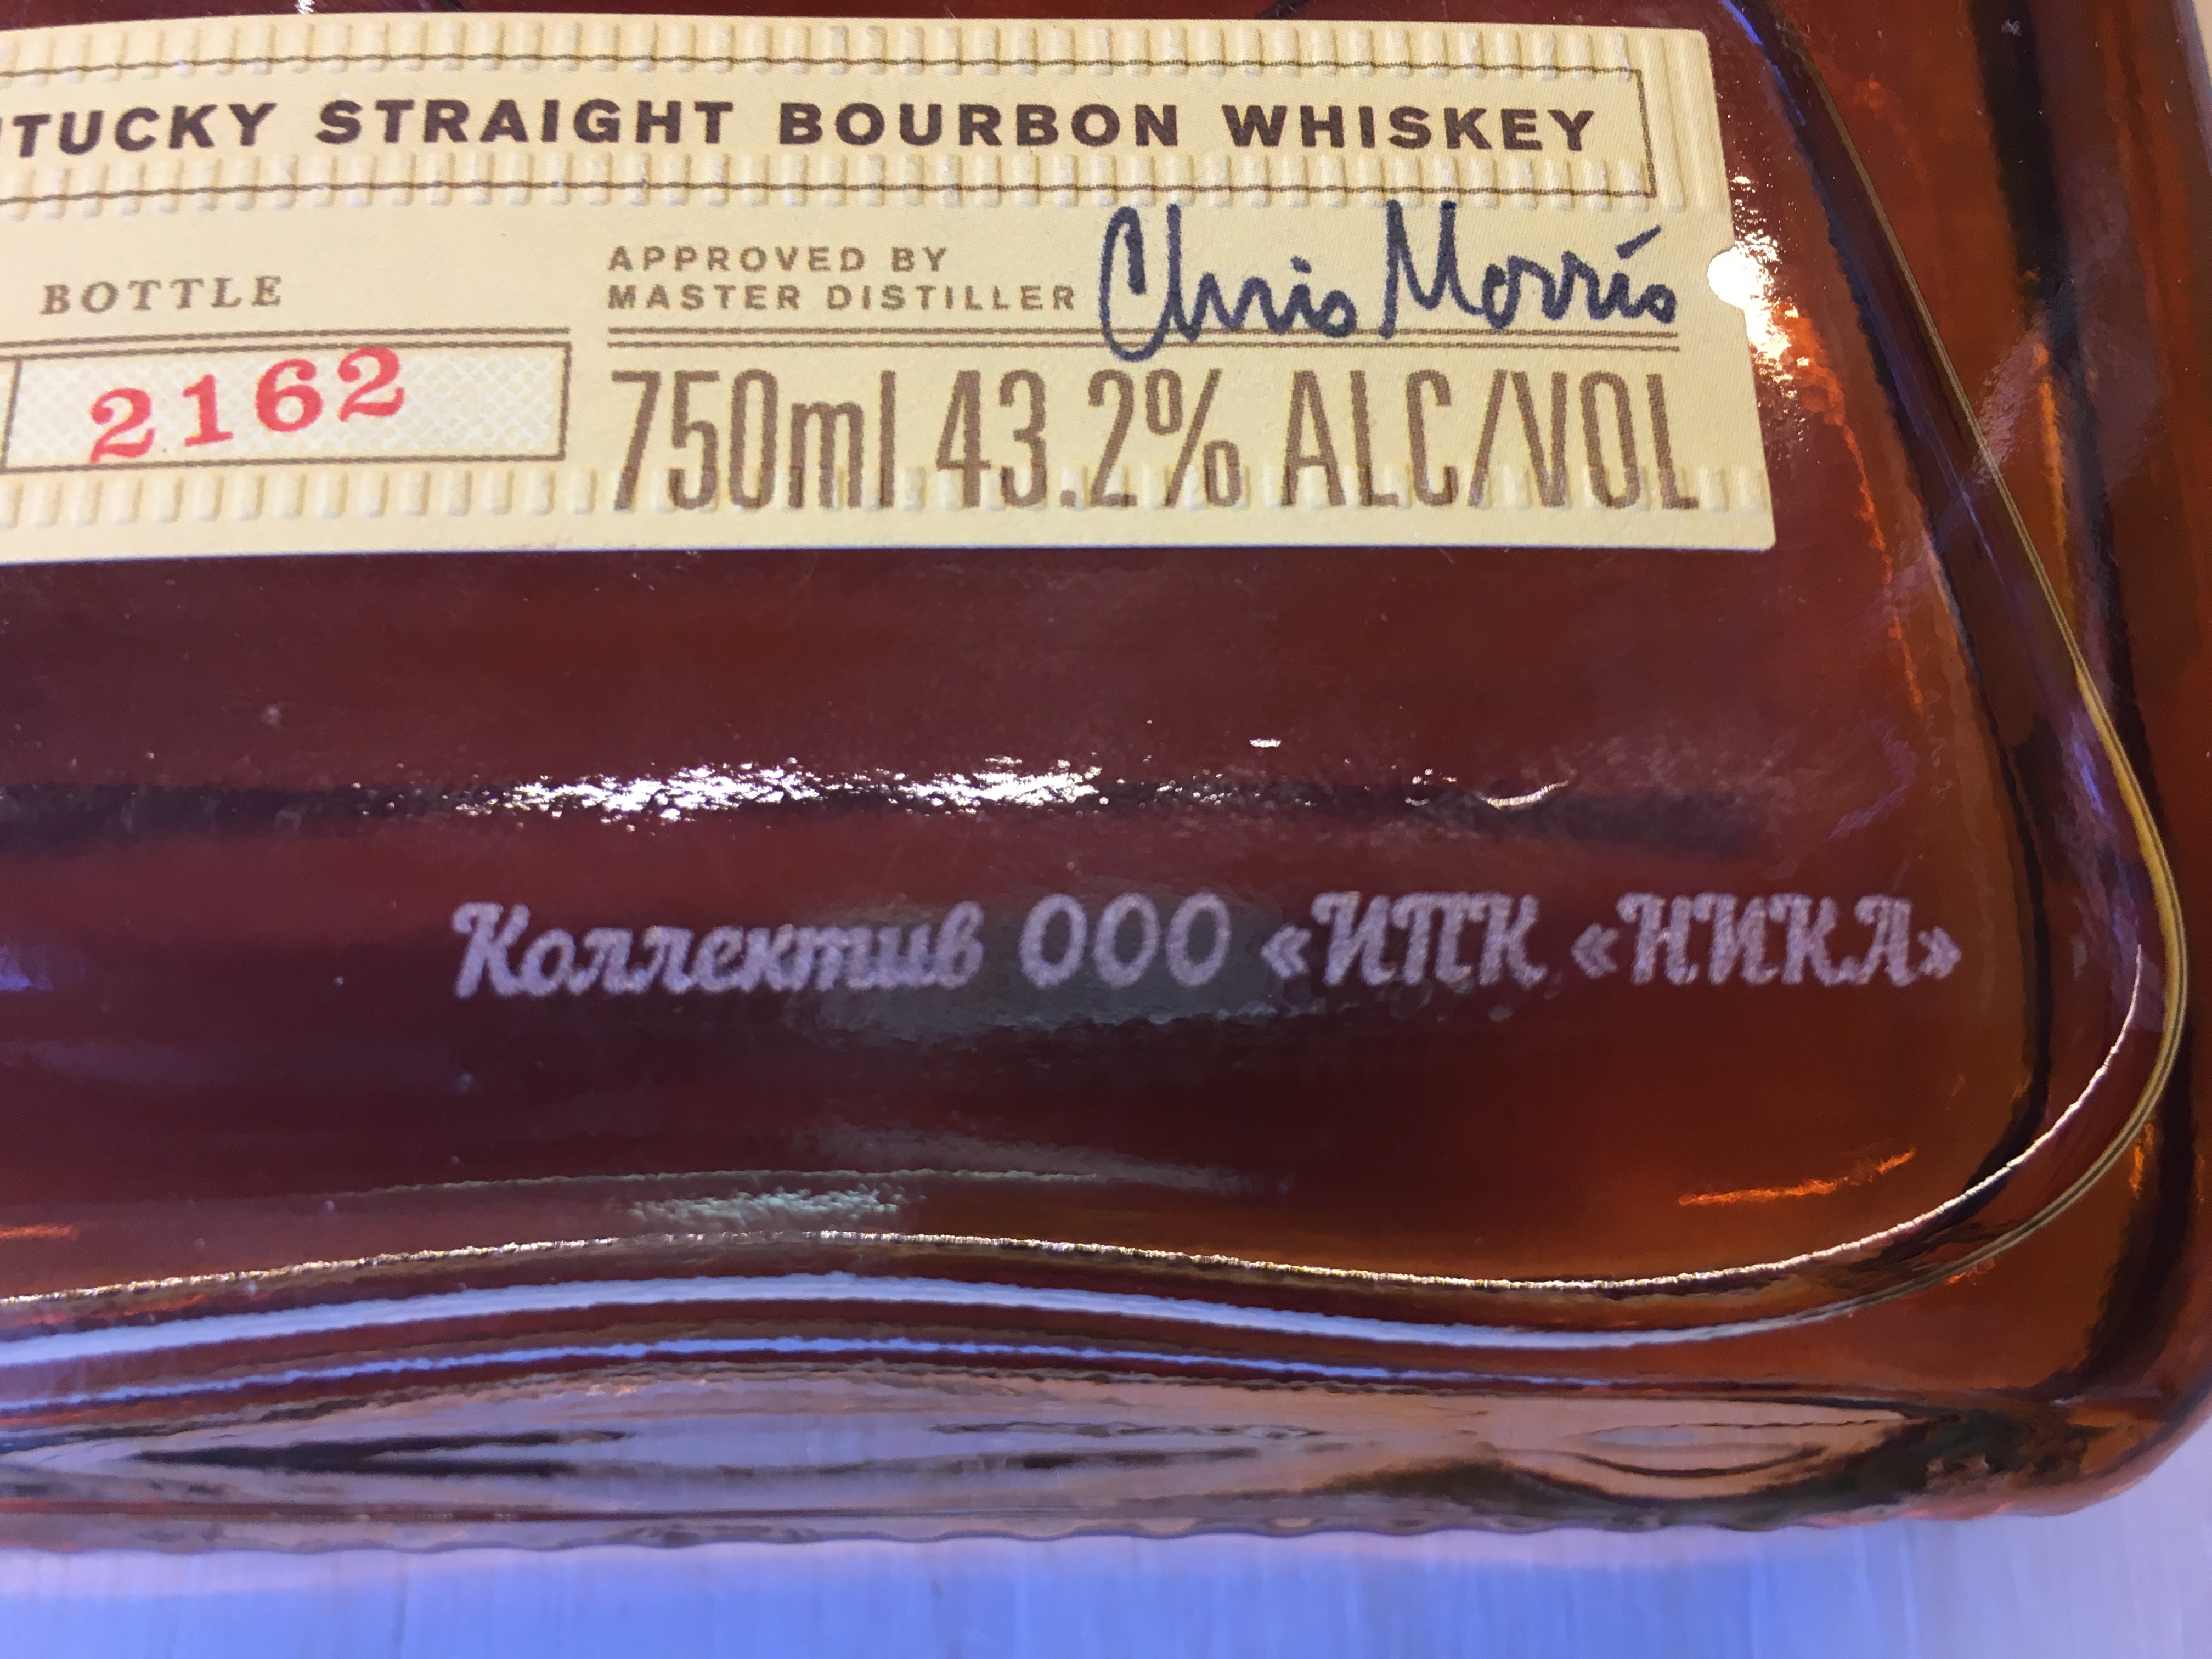 TUCKY STRAIGHT BOURBON WHISKEY
BOTTLE
2162
APPROVED BY
MASTER DISTILLER
Chris Morris
750ml 43.2% ALC/VOL
Коллектив ООО «ИПК «НИКА»